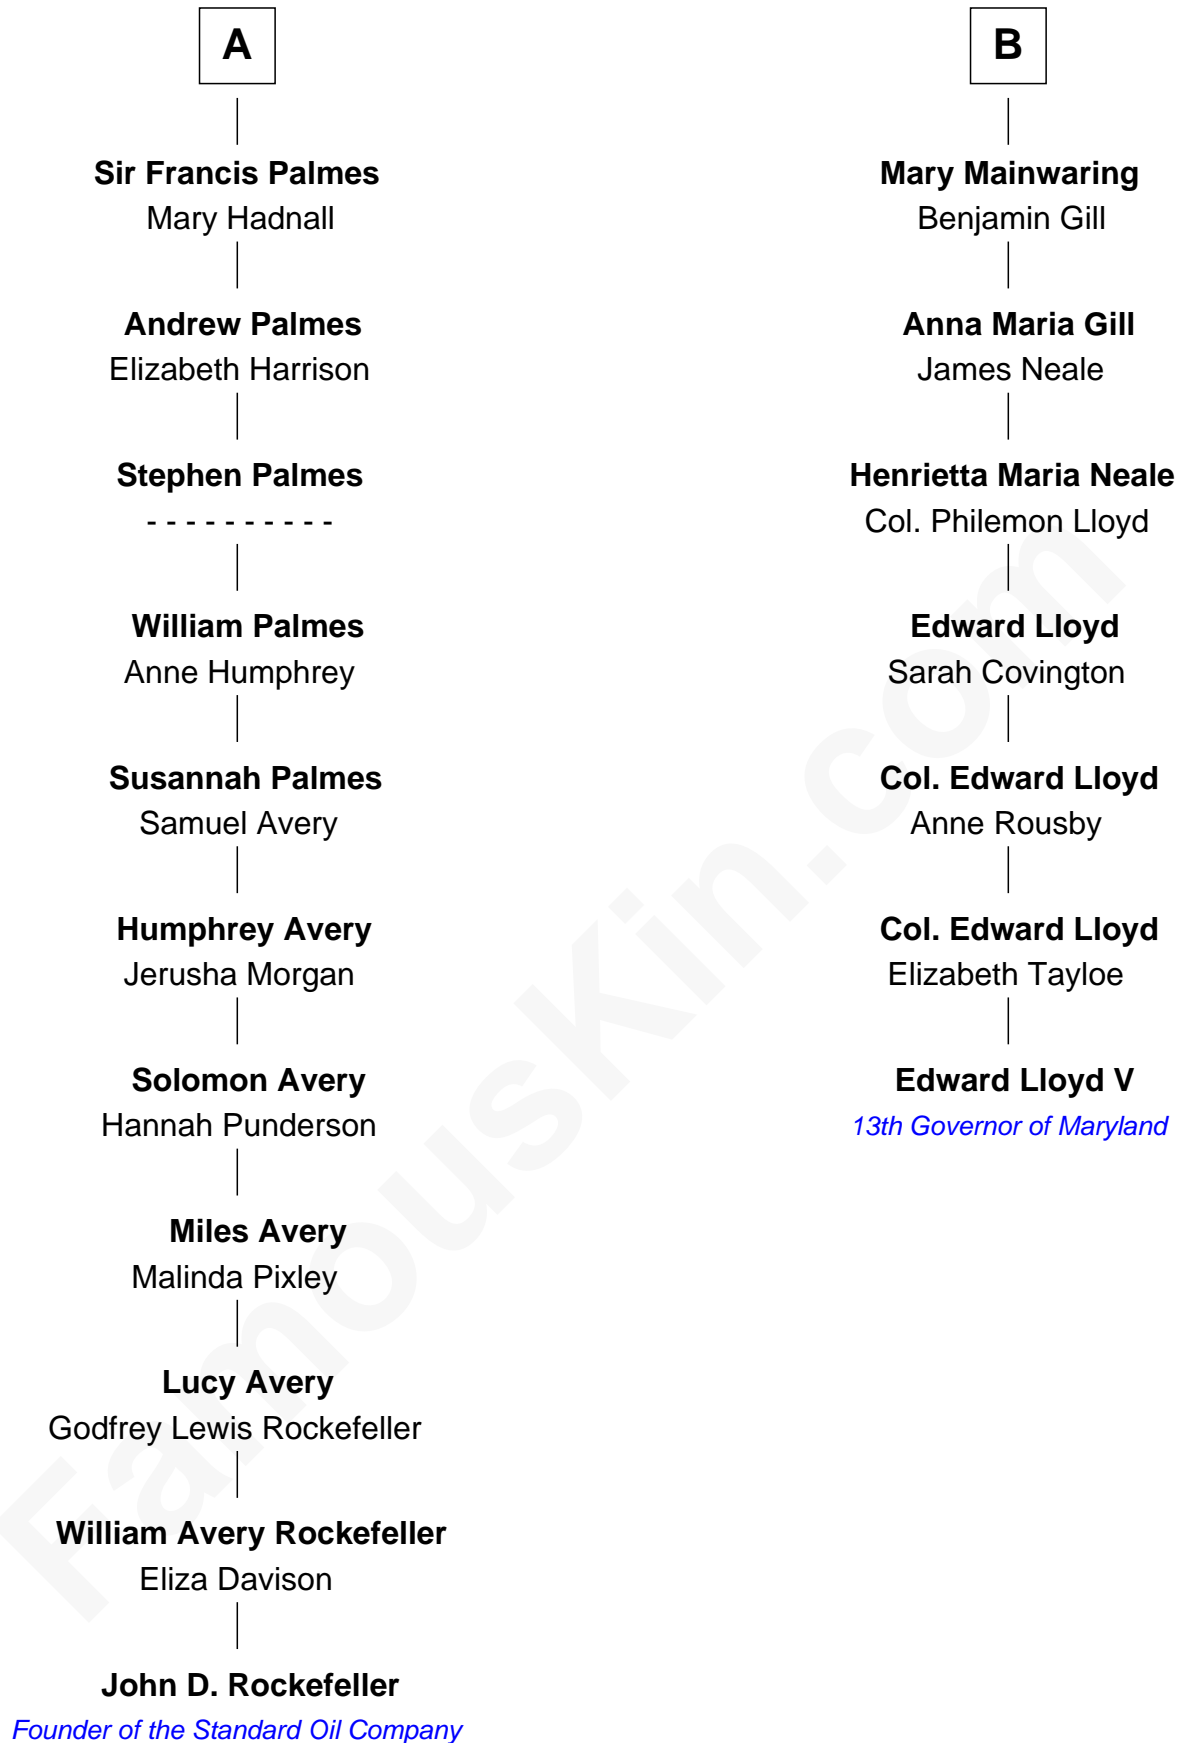 A
Sir Francis Palmes
Mary Hadnall
Andrew Palmes
Elizabeth Harrison
Stephen Palmes
- - - - - - - - - -
William Palmes
Anne Humphrey
Susannah Palmes
Samuel Avery
Humphrey Avery
Jerusha Morgan
Solomon Avery
Hannah Punderson
Miles Avery
Malinda Pixley
Lucy Avery
Godfrey Lewis Rockefeller
William Avery Rockefeller
Eliza Davison
John D. Rockefeller
Founder of the Standard Oil Company
B
Mary Mainwaring
Benjamin Gill
Anna Maria Gill
James Neale
Henrietta Maria Neale
Col. Philemon Lloyd
Edward Lloyd
Sarah Covington
Col. Edward Lloyd
Anne Rousby
Col. Edward Lloyd
Elizabeth Tayloe
Edward Lloyd V
13th Governor of Maryland
FamousKin.com